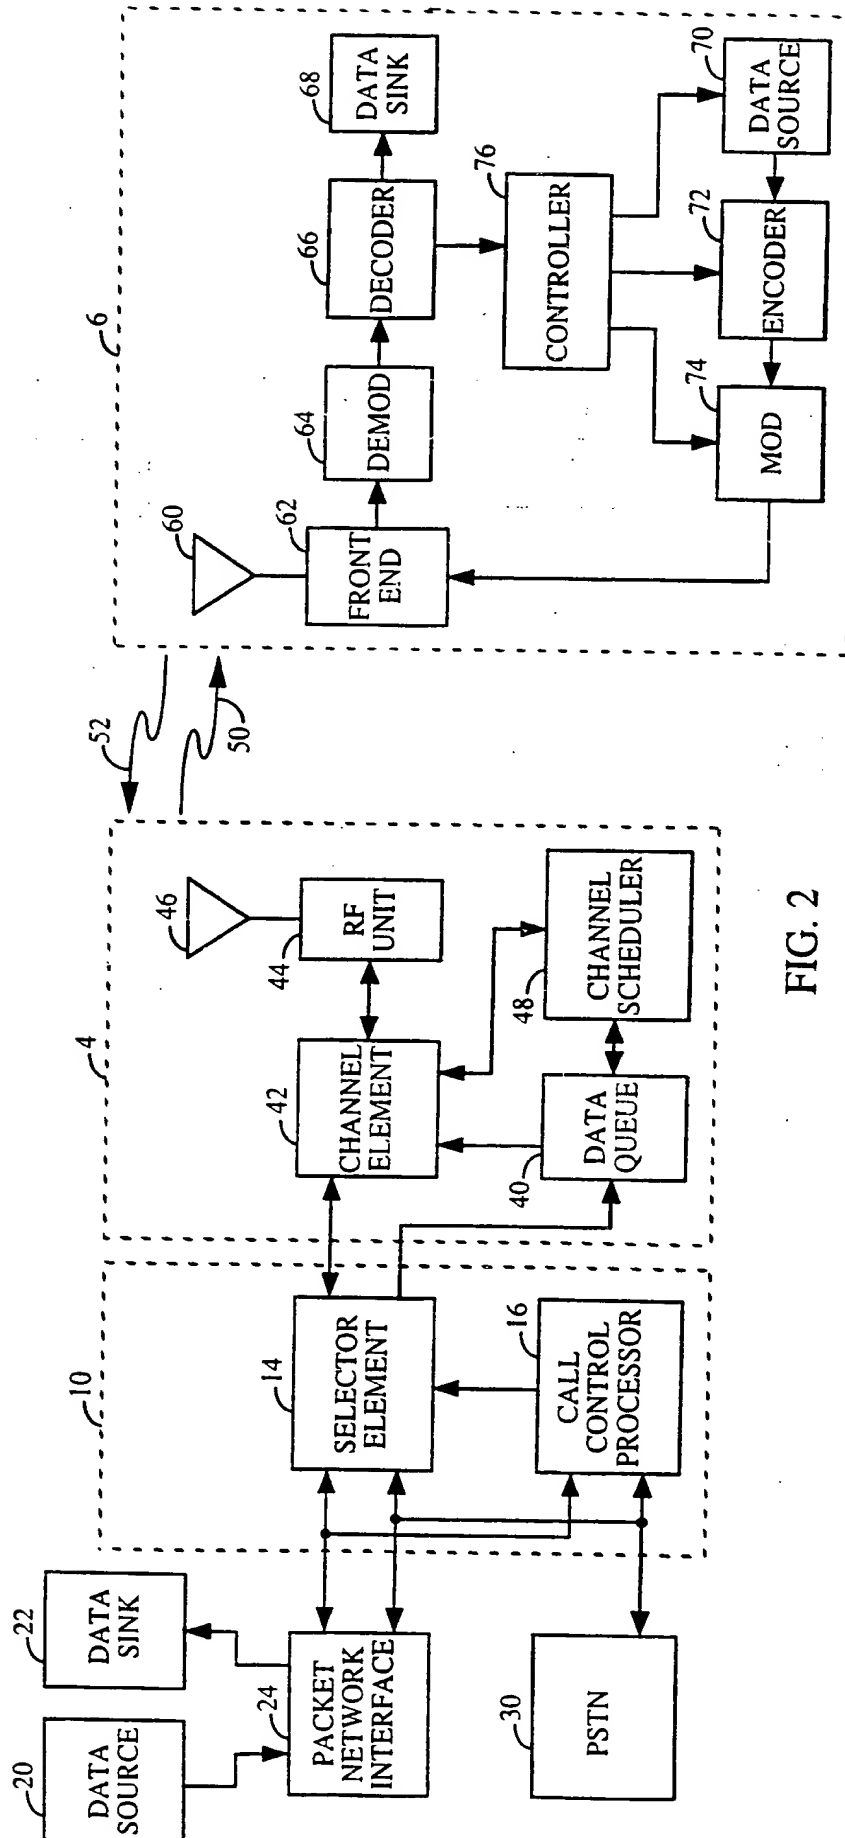 20
DATA
SOURCE
22
DATA
SINK
24
PACKET
NETWORK
INTERFACE
30
PSTN
10
14
SELECTOR
ELEMENT
16
CALL
CONTROL
PROCESSOR
4
42
CHANNEL
ELEMENT
44
RF
UNIT
46
40
DATA
QUEUE
48
CHANNEL
SCHEDULER
52
50
6
60
62
FRONT
END
64
DEMOD
66
DECODER
68
DATA
SINK
76
CONTROLLER
74
MOD
72
ENCODER
70
DATA
SOURCE
FIG. 2